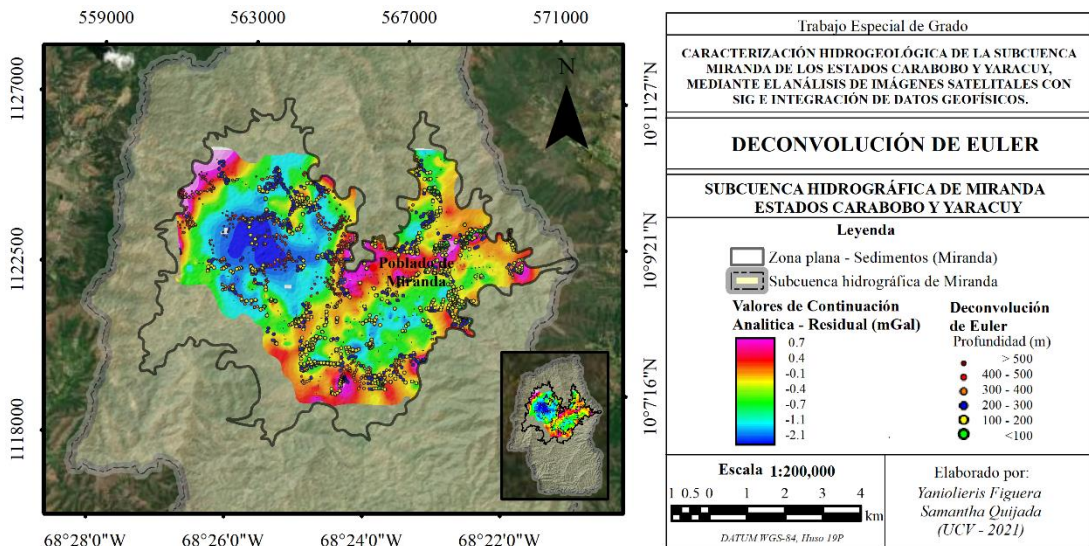 559000 563000 567000 571000
1127000
1122500
1118000
N
Poblado de
Miranda
10°11'27"N
10°9'21"N
10°7'16"N
68°28'0"W 68°26'0"W 68°24'0"W 68°22'0"W
Trabajo Especial de Grado
CARACTERIZACIÓN HIDROGEOLÓGICA DE LA SUBCUENCA
MIRANDA DE LOS ESTADOS CARABOBO Y YARACUY,
MEDIANTE EL ANÁLISIS DE IMÁGENES SATELITALES CON
SIG E INTEGRACIÓN DE DATOS GEOFÍSICOS.
DECONVOLUCIÓN DE EULER
SUBCUENCA HIDROGRÁFICA DE MIRANDA
ESTADOS CARABOBO Y YARACUY
Leyenda
Zona plana - Sedimentos (Miranda)
Subcuenca hidrográfica de Miranda
Valores de Continuación
Analitica - Residual (mGal)
0.7
0.4
-0.1
-0.4
-0.7
-1.1
-2.1
Deconvolución
de Euler
Profundidad (m)
> 500
400 - 500
300 - 400
200 - 300
100 - 200
<100
Escala 1:200,000
1 0.5 0 1 2 3 4
km
DATUM WGS-84, Huso 19P
Elaborado por:
Yaniolieris Figuera
Samantha Quijada
(UCV - 2021)